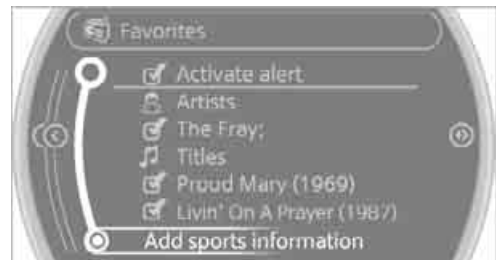 Favorites
Activate alert
Artists
The Fray;
Titles
Proud Mary (1969)
Livin' On A Prayer (1987)
Add sports information